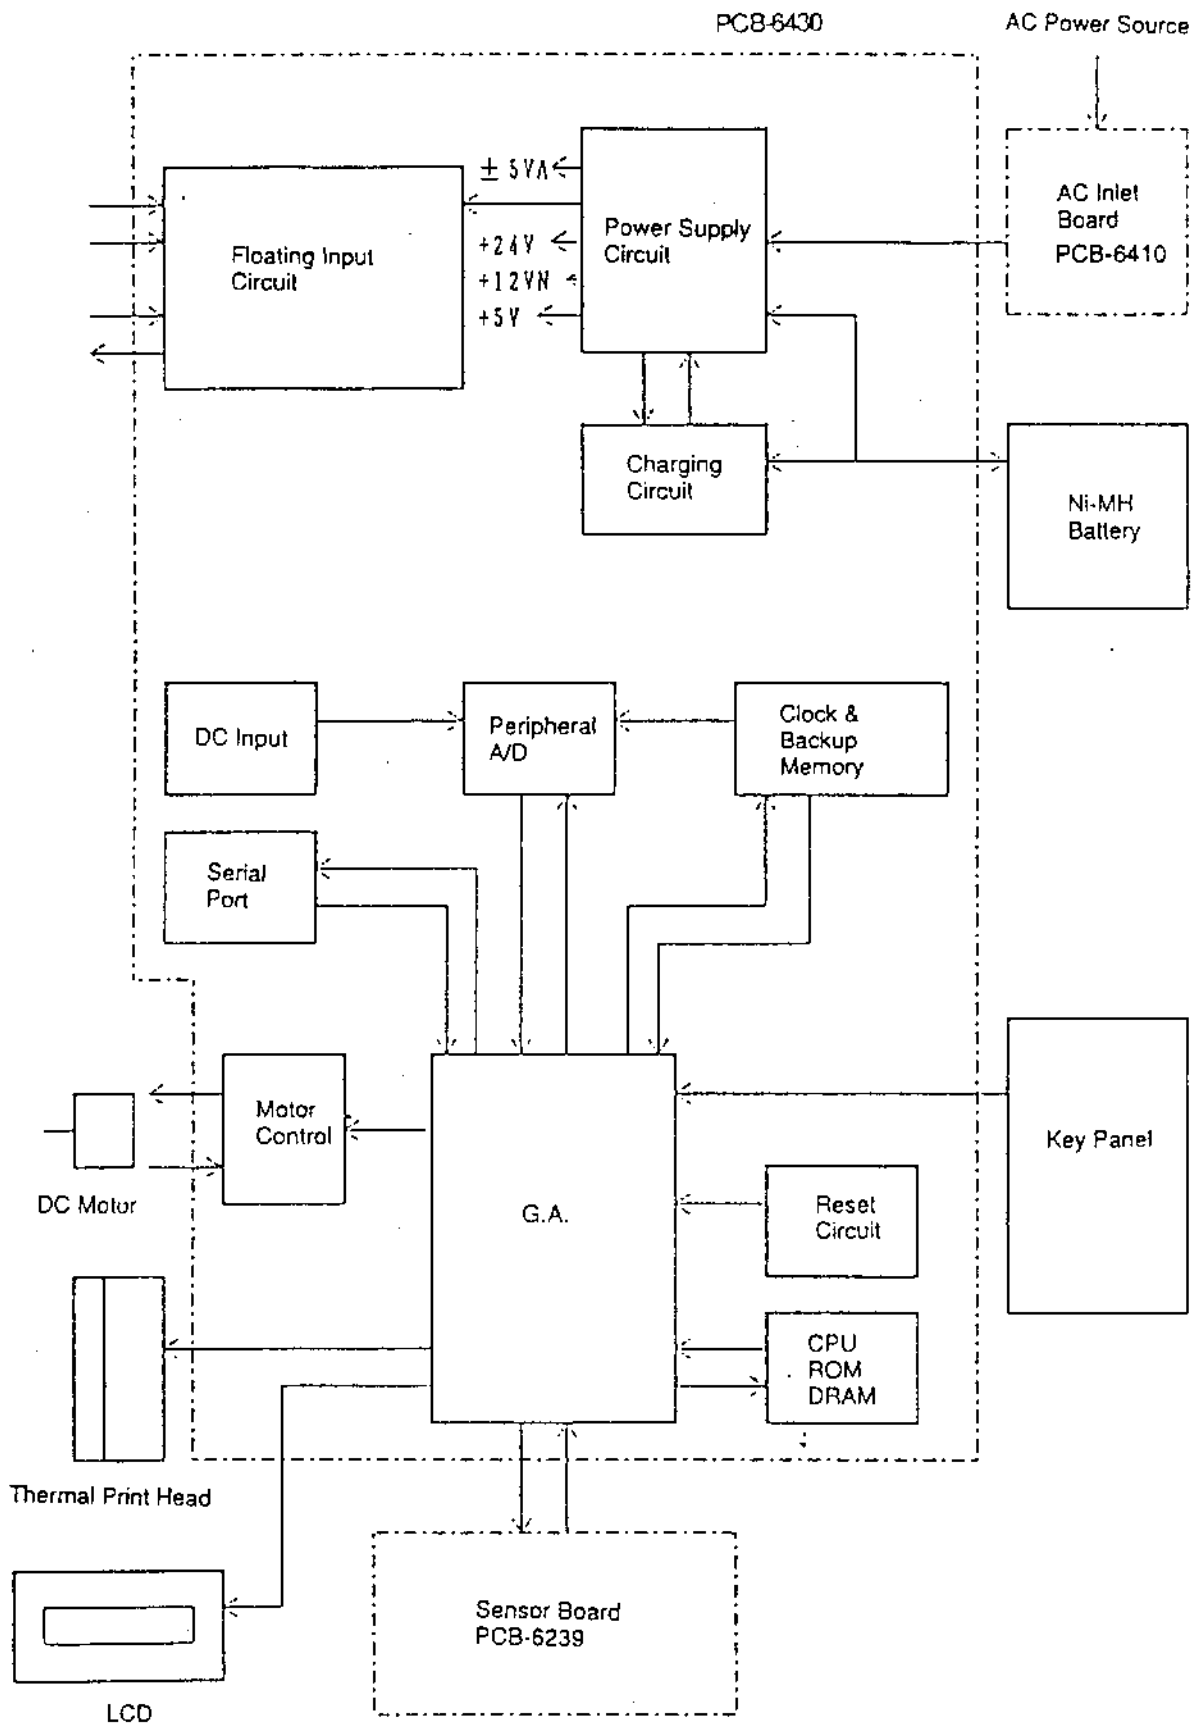 PCB-6430
AC Power Source
± 5VA
AC Inlet
Board
PCB-6410
Power Supply
Circuit
+24V
Floating Input
Circuit
+12VN
+5V
Charging
Circuit
Ni-MH
Battery
DC Input
Peripheral
A/D
Clock &
Backup
Memory
Serial
Port
Motor
Control
DC Motor
Key Panel
G.A.
Reset
Circuit
CPU
ROM
DRAM
Thermal Print Head
Sensor Board
PCB-6239
LCD